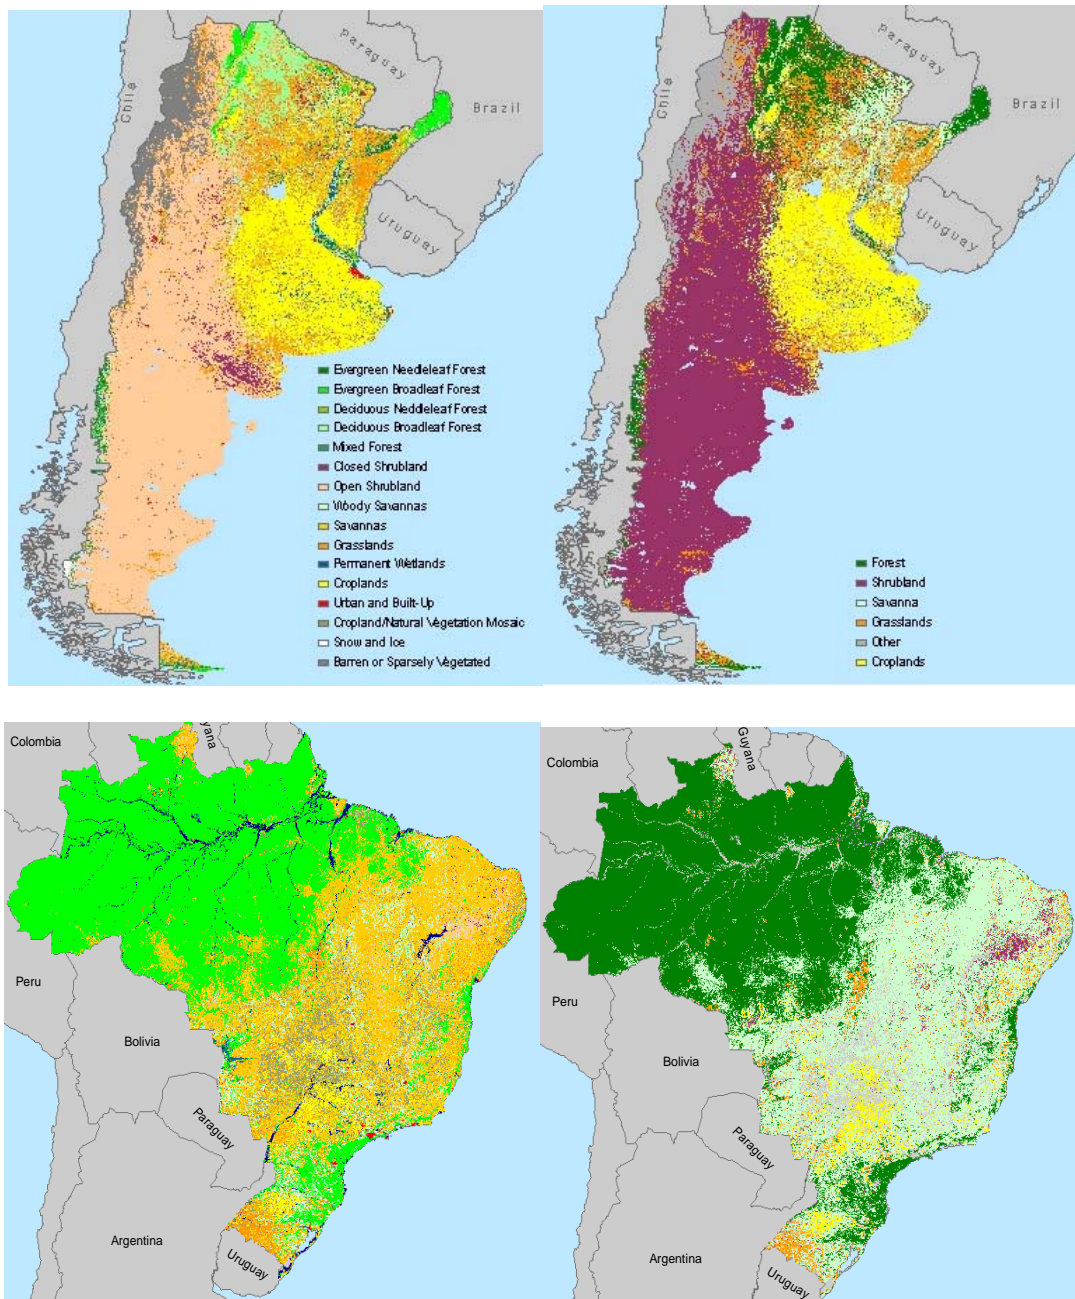 Paraguay
Chile
Brazil
Uruguay
Evergreen Needleleaf Forest
Evergreen Broadleaf Forest
Deciduous Neddleleaf Forest
Deciduous Broadleaf Forest
Mixed Forest
Closed Shrubland
Open Shrubland
Woody Savannas
Savannas
Grasslands
Permanent Wetlands
Croplands
Urban and Built-Up
Cropland/Natural Vegetation Mosaic
Snow and Ice
Barren or Sparsely Vegetated
Paraguay
Chile
Brazil
Uruguay
Forest
Shrubland
Savanna
Grasslands
Other
Croplands
yana
Colombia
Peru
Bolivia
Paraguay
Argentina
Uruguay
Guyana
Colombia
Peru
Bolivia
Paraguay
Argentina
Uruguay